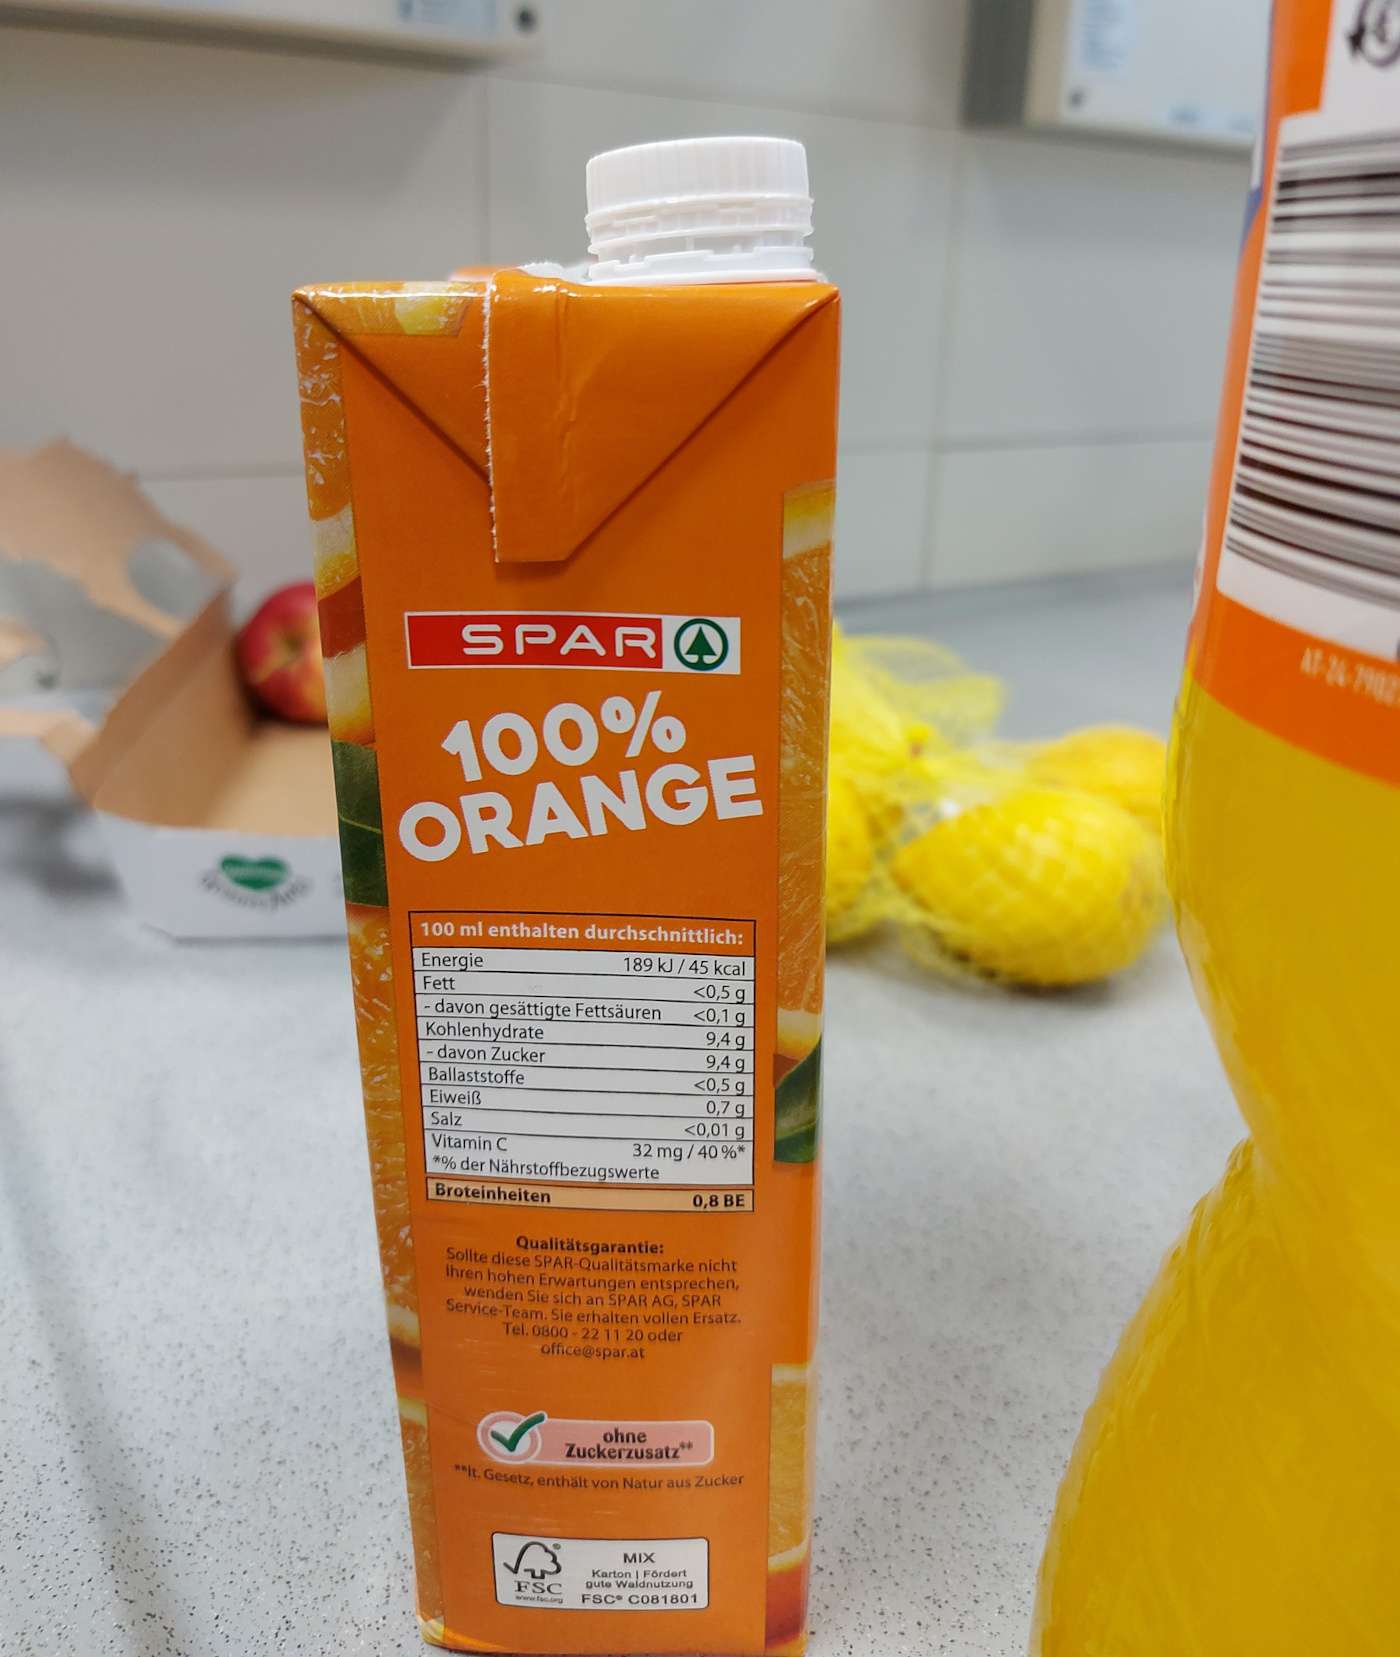 SPAR
100%
ORANGE
100 ml enthalten durchschnittlich:
Energie 189 kJ / 45 kcal
Fett <0,5 g
- davon gesättigte Fettsäuren <0,1 g
Kohlenhydrate 9,4 g
- davon Zucker 9,4 g
Ballaststoffe <0,5 g
Eiweiß 0,7 g
Salz <0,01 g
Vitamin C 32 mg / 40 %*
*% der Nährstoffbezugswerte
Broteinheiten 0,8 BE
Qualitätsgarantie:
Sollte diese SPAR-Qualitätsmarke nicht
Ihren hohen Erwartungen entsprechen,
wenden Sie sich an SPAR AG, SPAR
Service-Team. Sie erhalten vollen Ersatz.
Tel. 0800 - 22 11 20 oder
office@spar.at
ohne
Zuckerzusatz**
**lt. Gesetz, enthält von Natur aus Zucker
FSC
www.fsc.org
MIX
Karton | Fördert
gute Waldnutzung
FSC® C081801